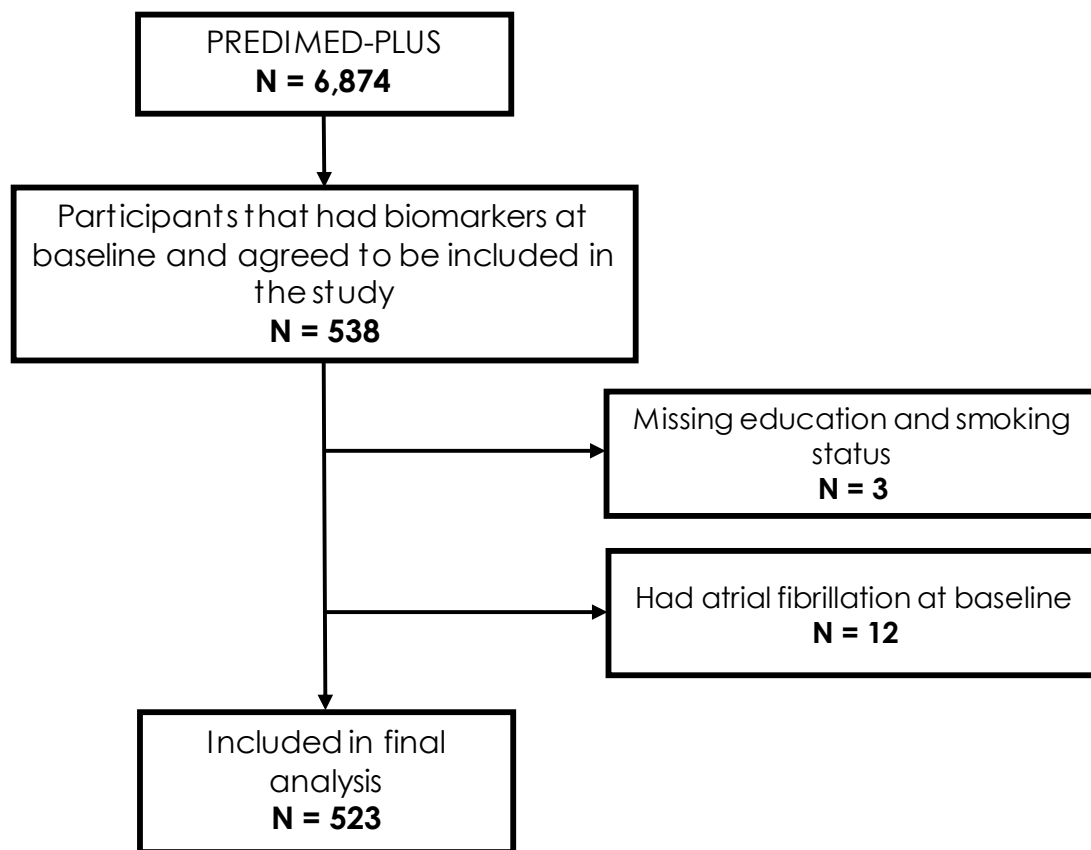 PREDIMED-PLUS
N = 6,874
Participants that had biomarkers at
baseline and agreed to be included in
the study
N = 538
Missing education and smoking
status
N = 3
Had atrial fibrillation at baseline
N = 12
Included in final
analysis
N = 523